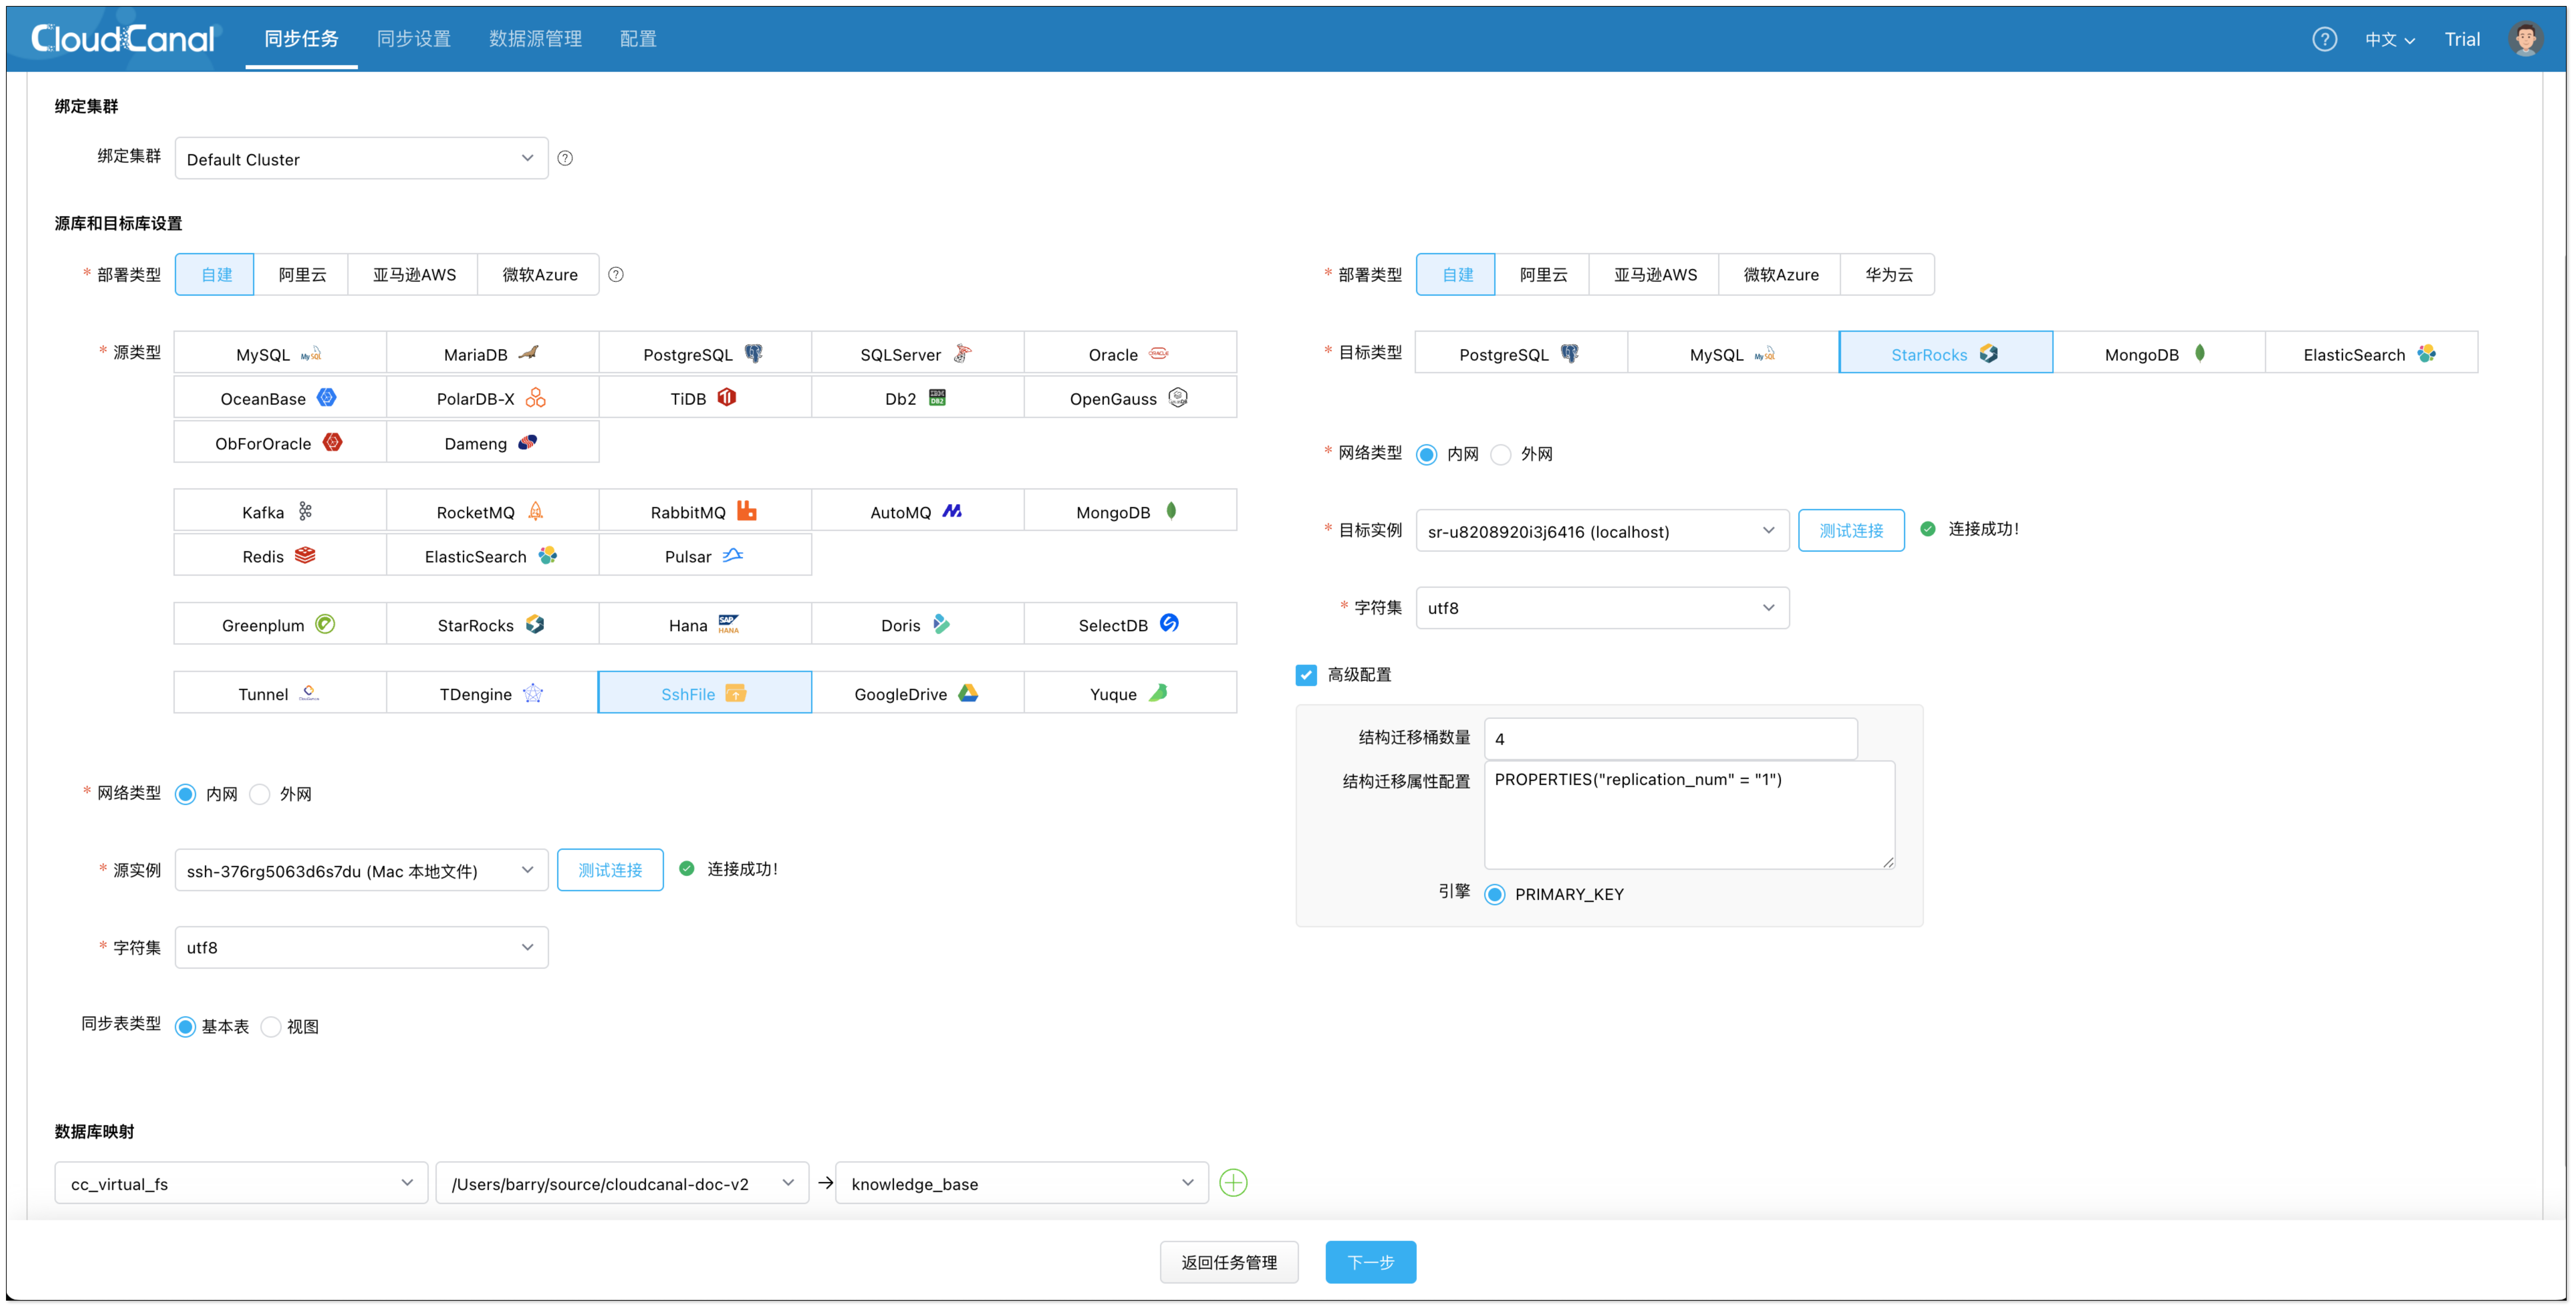 CloudCanal 同步任务 同步设置 数据源管理 配置 中文 Trial
绑定集群
绑定集群 Default Cluster
源库和目标库设置
* 部署类型 自建 阿里云 亚马逊AWS 微软Azure
* 源类型 MySQL MariaDB PostgreSQL SQLServer Oracle
OceanBase PolarDB-X TiDB Db2 OpenGauss
ObForOracle Dameng
Kafka RocketMQ RabbitMQ AutoMQ MongoDB
Redis ElasticSearch Pulsar
Greenplum StarRocks Hana Doris SelectDB
Tunnel TDengine SshFile GoogleDrive Yuque
* 网络类型 内网 外网
* 源实例 ssh-376rg5063d6s7du (Mac 本地文件) 测试连接 连接成功!
* 字符集 utf8
同步表类型 基本表 视图
* 部署类型 自建 阿里云 亚马逊AWS 微软Azure 华为云
* 目标类型 PostgreSQL MySQL StarRocks MongoDB ElasticSearch
* 网络类型 内网 外网
* 目标实例 sr-u8208920i3j6416 (localhost) 测试连接 连接成功!
* 字符集 utf8
高级配置
结构迁移桶数量 4
结构迁移属性配置 PROPERTIES("replication_num" = "1")
引擎 PRIMARY_KEY
数据库映射
cc_virtual_fs /Users/barry/source/cloudcanal-doc-v2 → knowledge_base
返回任务管理 下一步